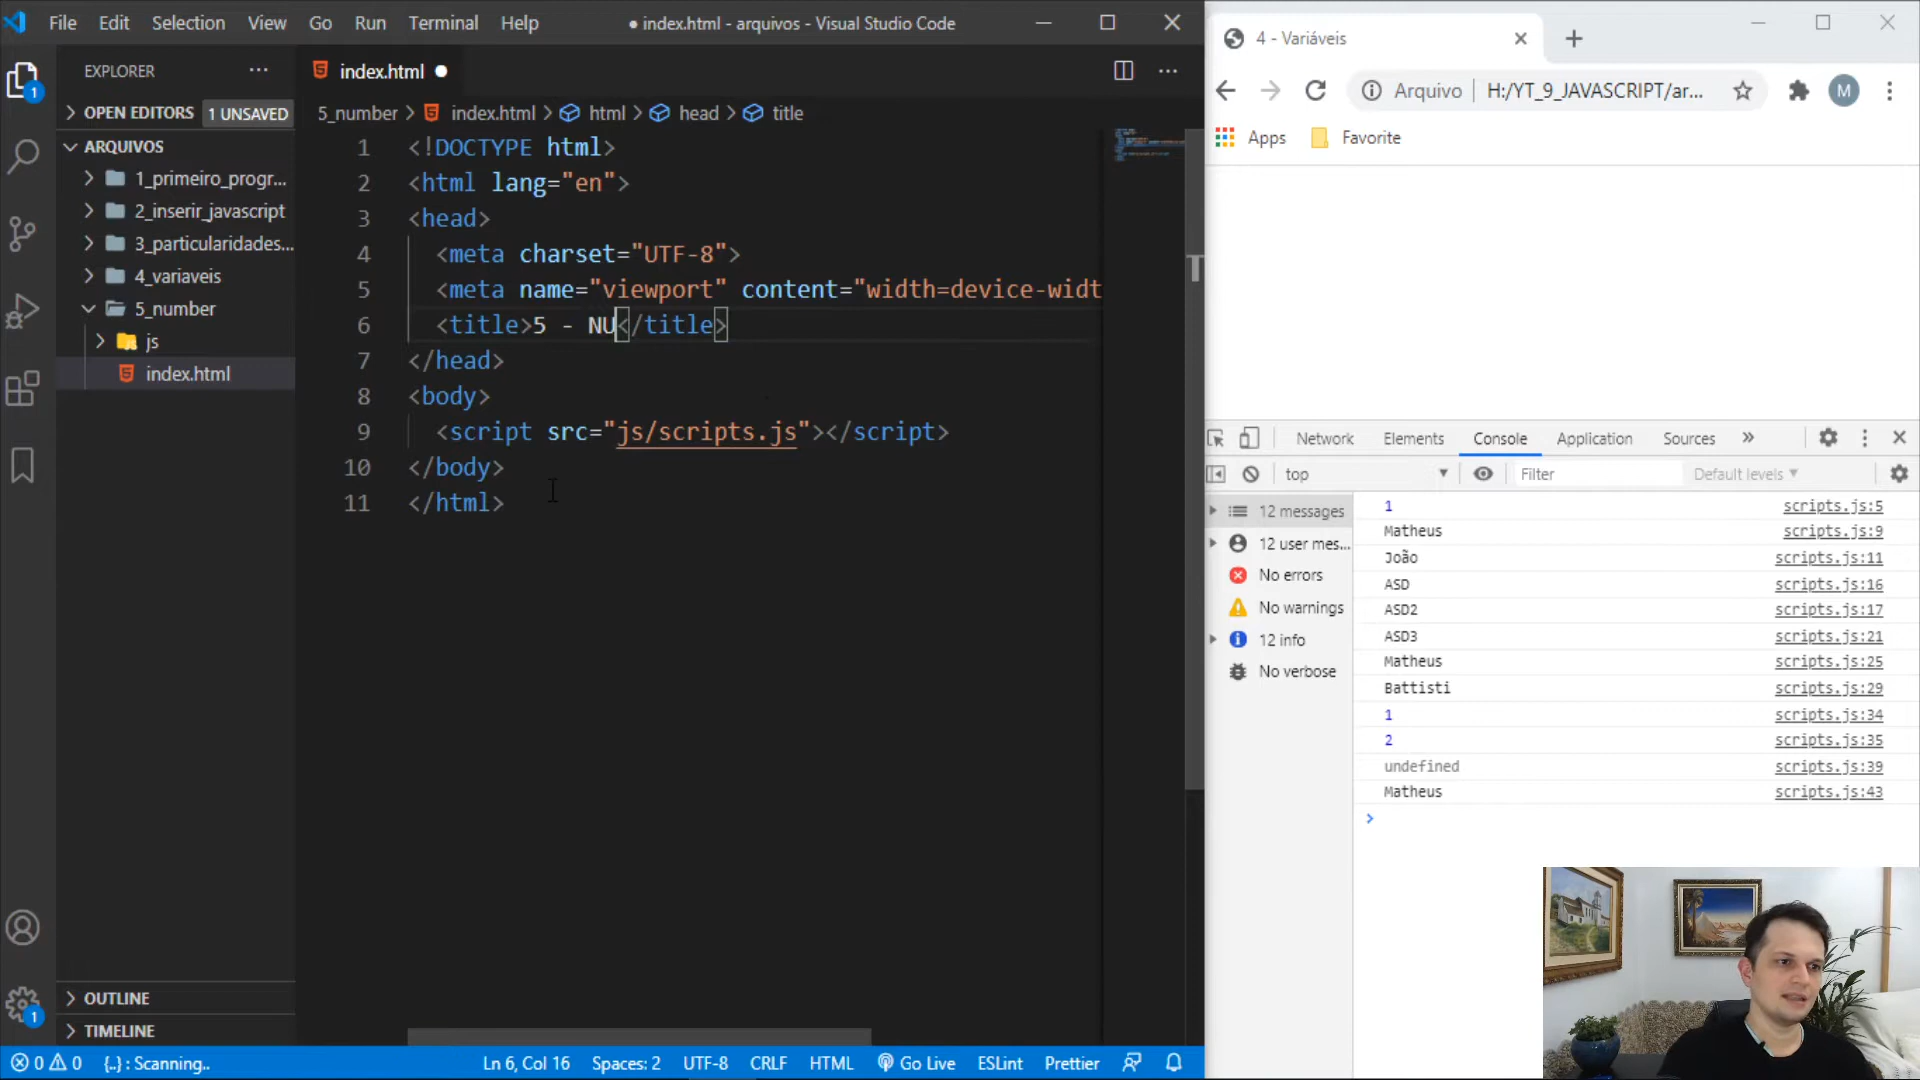 File Edit Selection View Go Run Terminal Help
● index.html - arquivos - Visual Studio Code
EXPLORER
OPEN EDITORS 1 UNSAVED
ARQUIVOS
1_primeiro_progr...
2_inserir_javascript
3_particularidades...
4_variaveis
5_number
js
index.html
OUTLINE
TIMELINE
1
1
index.html ●
5_number > index.html > html > head > title
1 <!DOCTYPE html>
2 <html lang="en">
3 <head>
4 <meta charset="UTF-8">
5 <meta name="viewport" content="width=device-widt
6 <title>5 - NU</title>
7 </head>
8 <body>
9 <script src="js/scripts.js"></script>
10 </body>
11 </html>
0 0 {..} : Scanning.. Ln 6, Col 16 Spaces: 2 UTF-8 CRLF HTML Go Live ESLint Prettier
4 - Variáveis
Arquivo H:/YT_9_JAVASCRIPT/ar... M
Apps Favorite
Network Elements Console Application Sources »
top Filter Default levels
12 messages
12 user mes...
No errors
No warnings
12 info
No verbose
1 scripts.js:5
Matheus scripts.js:9
João scripts.js:11
ASD scripts.js:16
ASD2 scripts.js:17
ASD3 scripts.js:21
Matheus scripts.js:25
Battisti scripts.js:29
1 scripts.js:34
2 scripts.js:35
undefined scripts.js:39
Matheus scripts.js:43